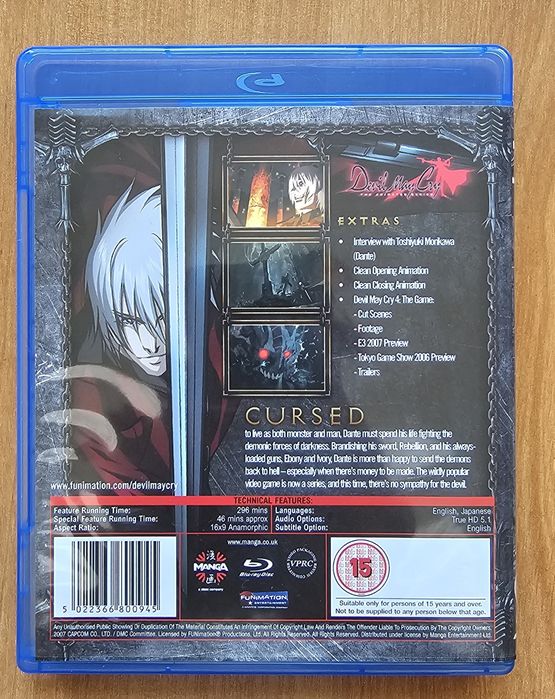 Devil May Cry
THE ANIMATED SERIES
EXTRAS
• Interview with Toshiyuki Morikawa
(Dante)
• Clean Opening Animation
• Clean Closing Animation
• Devil May Cry 4: The Game:
- Cut Scenes
- Footage
- E3 2007 Preview
- Tokyo Game Show 2006 Preview
- Trailers
CURSED
to live as both monster and man, Dante must spend his life fighting the
demonic forces of darkness. Brandishing his sword, Rebellion, and his always-
loaded guns, Ebony and Ivory, Dante is more than happy to send the demons
back to hell – especially when there's money to be made. The wildly popular
video game is now a series, and this time, there's no sympathy for the devil.
www.funimation.com/devilmaycry
TECHNICAL FEATURES:
Feature Running Time: 296 mins Languages: English, Japanese
Special Feature Running Time: 46 mins approx Audio Options: True HD 5.1
Aspect Ratio: 16x9 Anamorphic Subtitle Option: English
www.manga.co.uk
MANGA
Blu-ray Disc
FUNIMATION
ENTERTAINMENT
VPRC
15
Suitable only for persons of 15 years and over.
Not to be supplied to any person below that age.
5 022366 800945
Any Unauthorised Public Showing Or Duplication Of The Material Constitutes An Infringement Of Copyright Law And Renders The Offender Liable To Prosecution By The Copyright Owners.
2007 CAPCOM CO., LTD. / DMC Committee. Licensed by FUNimation® Productions, Ltd. All Rights Reserved. All Rights Reserved. Distributed under license by Manga Entertainment Ltd.